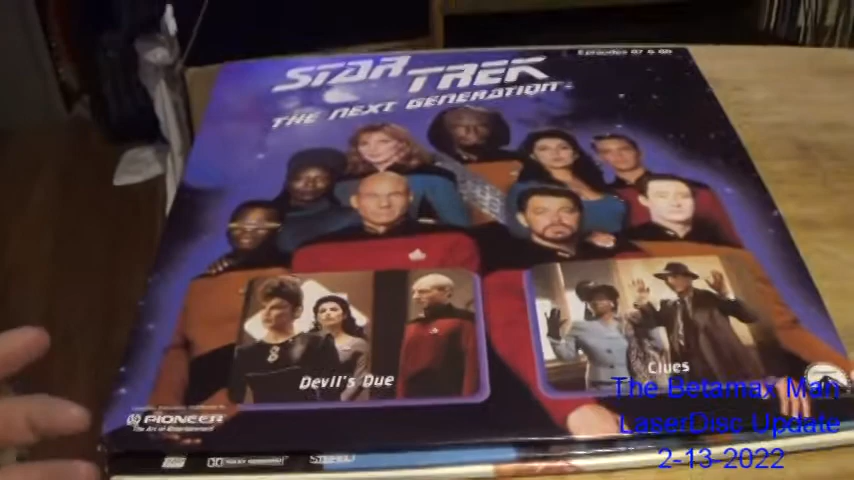 Episodes 87 & 88
STAR TREK
THE NEXT GENERATION
Devil's Due
Clues
PIONEER
The Art of Entertainment
The Betamax Man
LaserDisc Update
2-13-2022